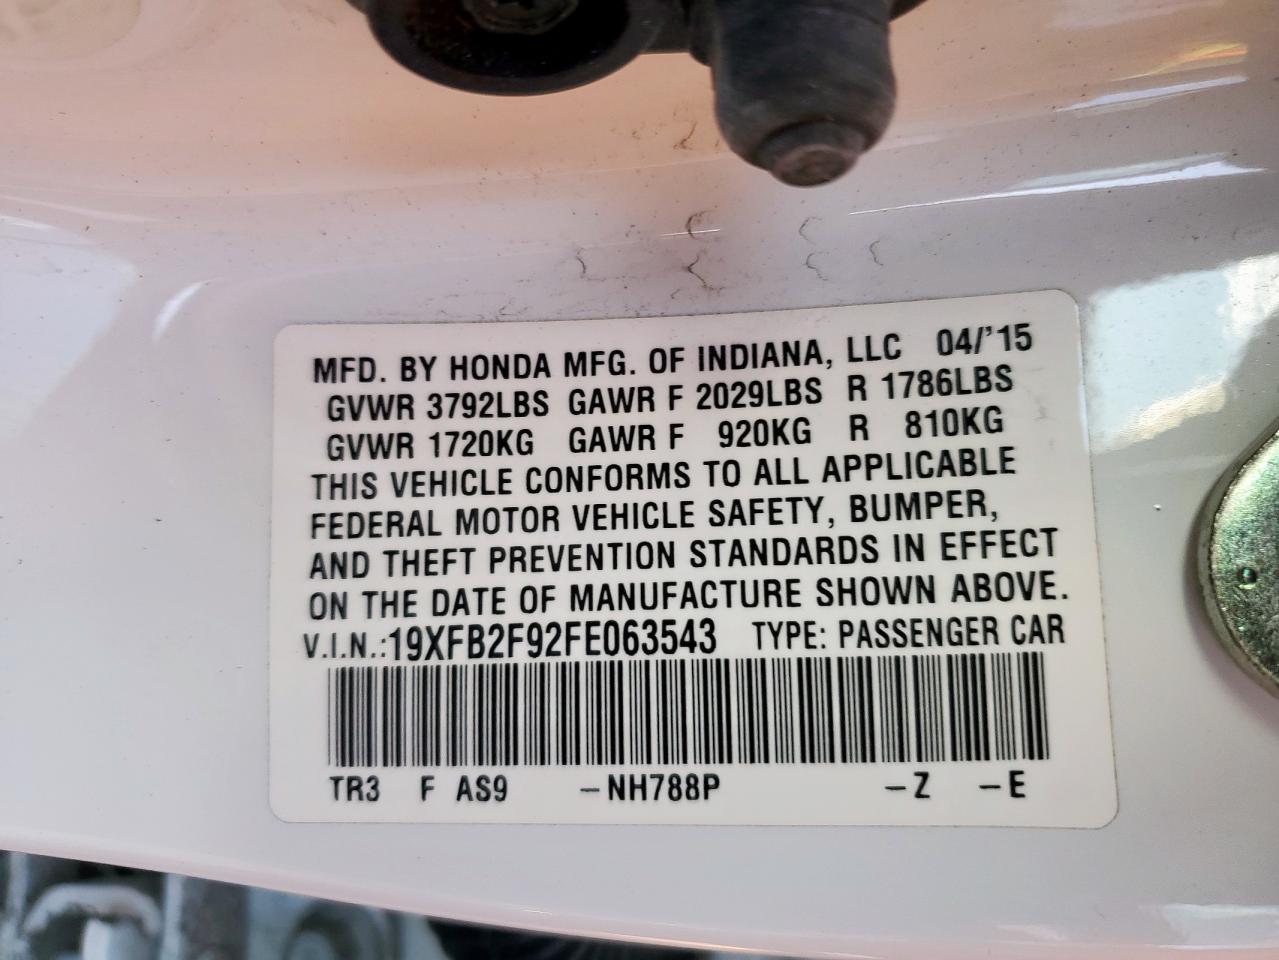 MFD. BY HONDA MFG. OF INDIANA, LLC 04/'15
GVWR 3792LBS GAWR F 2029LBS R 1786LBS
GVWR 1720KG GAWR F 920KG R 810KG
THIS VEHICLE CONFORMS TO ALL APPLICABLE
FEDERAL MOTOR VEHICLE SAFETY, BUMPER,
AND THEFT PREVENTION STANDARDS IN EFFECT
ON THE DATE OF MANUFACTURE SHOWN ABOVE.
V.I.N.:19XFB2F92FE063543 TYPE: PASSENGER CAR
TR3 F AS9 –NH788P –Z –E